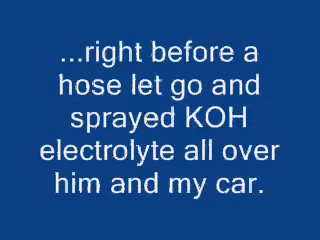 ...right before a
hose let go and
sprayed KOH
electrolyte all over
him and my car.